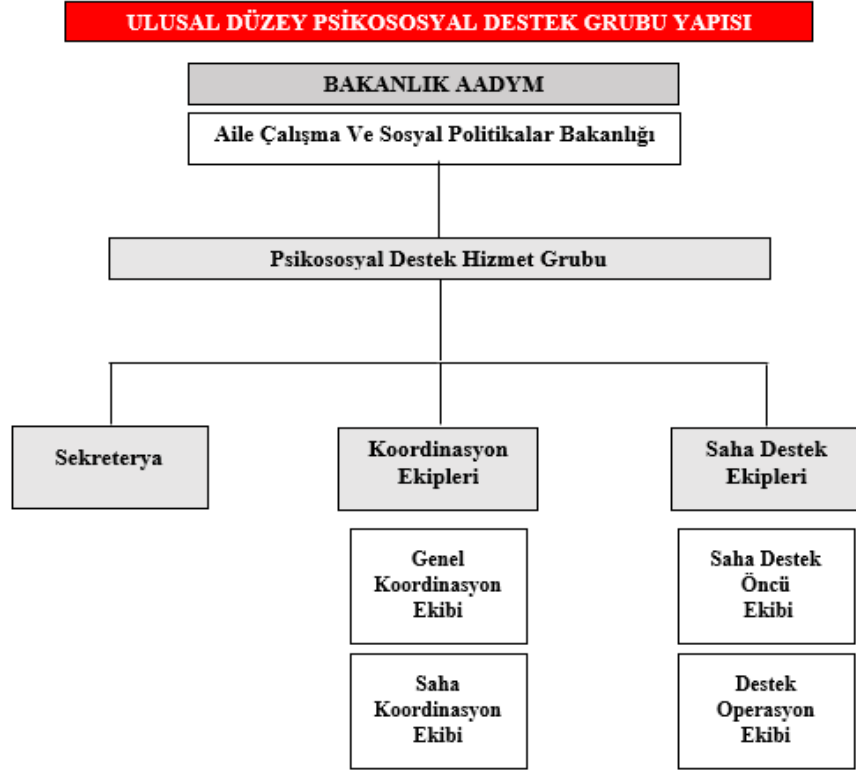 ULUSAL DÜZEY PSİKOSOSYAL DESTEK GRUBU YAPISI
BAKANLIK AADYM
Aile Çalışma Ve Sosyal Politikalar Bakanlığı
Psikososyal Destek Hizmet Grubu
Sekreterya
Koordinasyon
Ekipleri
Saha Destek
Ekipleri
Genel
Koordinasyon
Ekibi
Saha Destek
Öncü
Ekibi
Saha
Koordinasyon
Ekibi
Destek
Operasyon
Ekibi